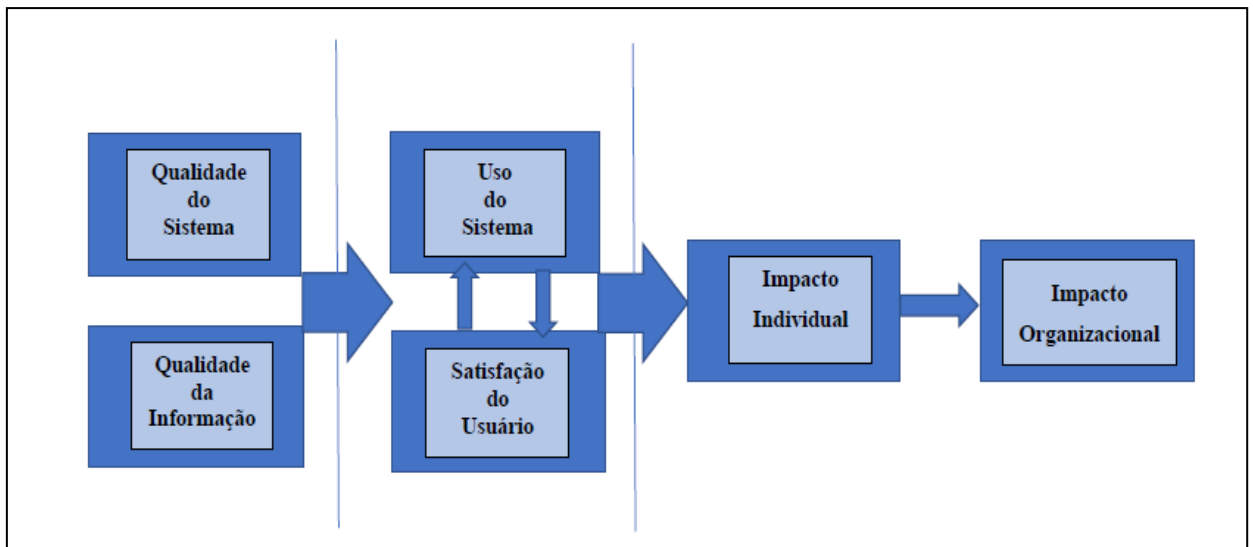 Qualidade
do
Sistema
Qualidade
da
Informação
Uso
do
Sistema
Satisfação
do
Usuário
Impacto
Individual
Impacto
Organizacional